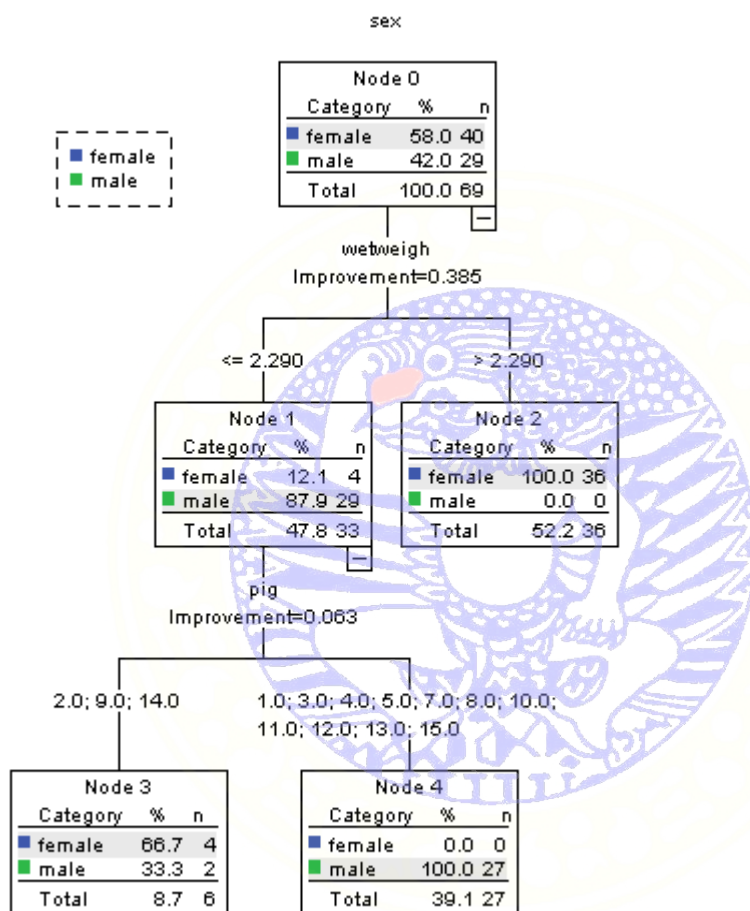 sex
Node 0
Category % n
female 58.0 40
male 42.0 29
Total 100.0 69
female
male
wetweigh
Improvement=0.385
<= 2.290
> 2.290
Node 1
Category % n
female 12.1 4
male 87.9 29
Total 47.8 33
Node 2
Category % n
female 100.0 36
male 0.0 0
Total 52.2 36
pig
Improvement=0.063
2.0; 9.0; 14.0
1.0; 3.0; 4.0; 5.0; 7.0; 8.0; 10.0;
11.0; 12.0; 13.0; 15.0
Node 3
Category % n
female 66.7 4
male 33.3 2
Total 8.7 6
Node 4
Category % n
female 0.0 0
male 100.0 27
Total 39.1 27